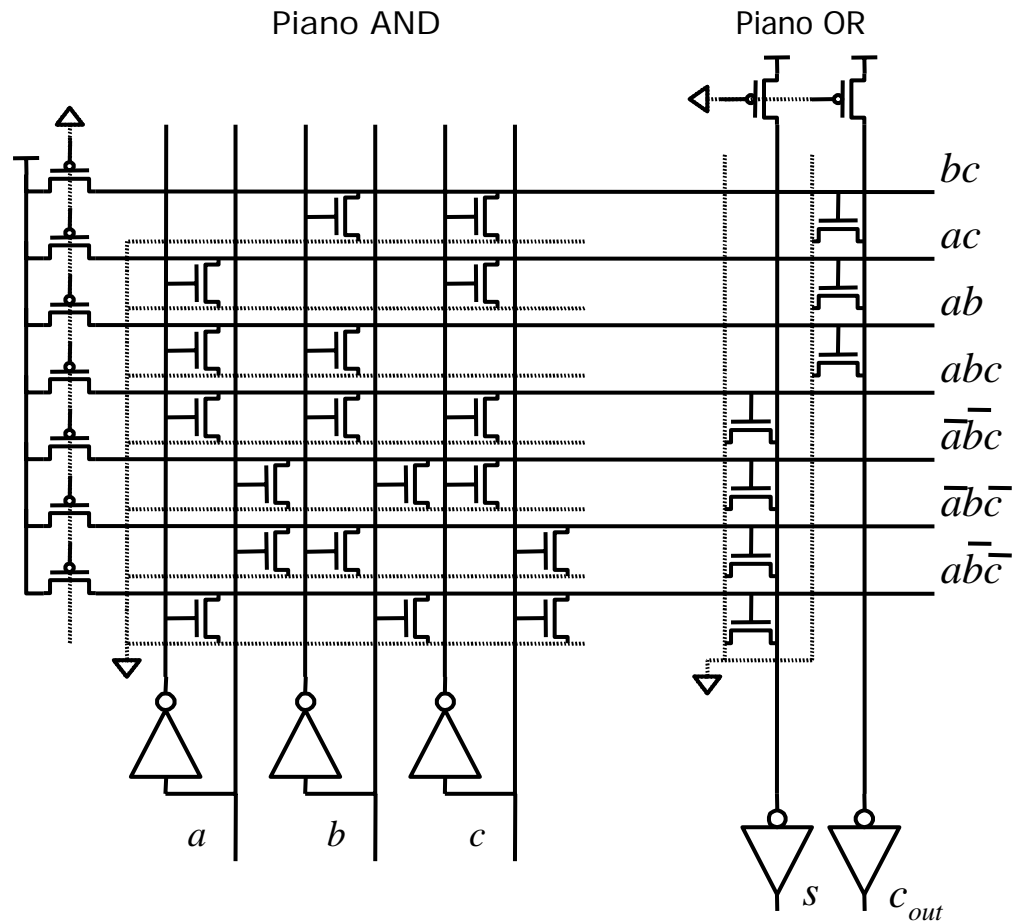 Piano AND
Piano OR
bc
ac
ab
abc
a̅b̅c
a̅bc̅
ab̅c̅
a
b
c
s
c_out